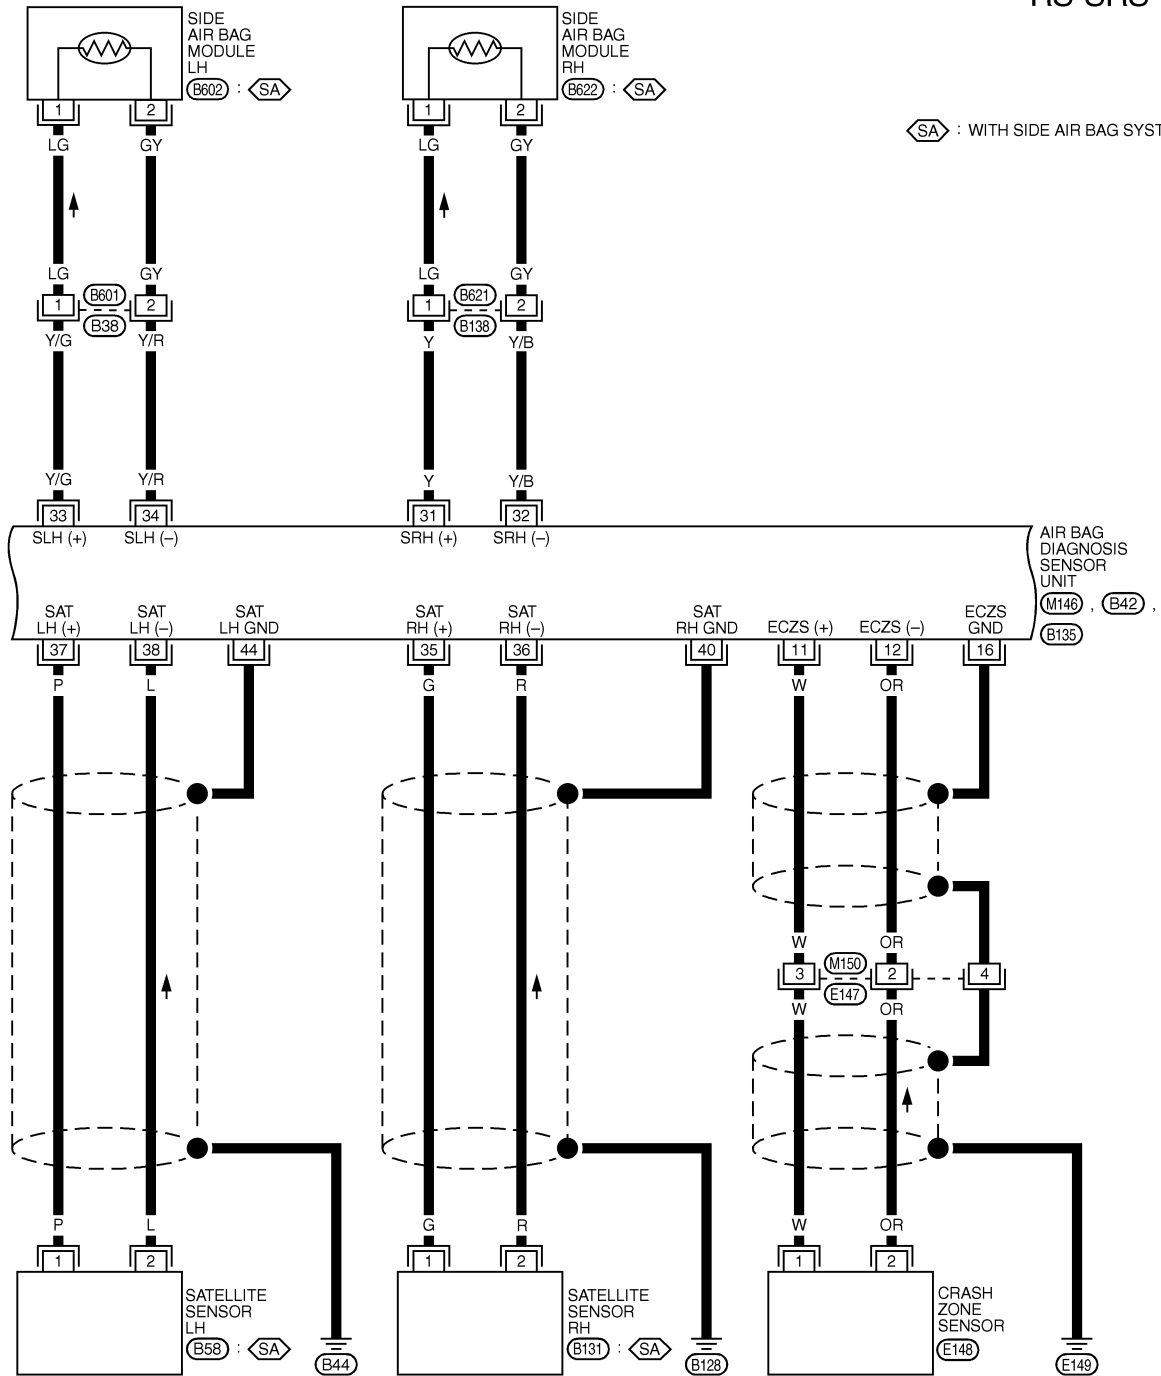 SIDE
AIR BAG
MODULE
LH
B602 : SA
SIDE
AIR BAG
MODULE
RH
B622 : SA
SA : WITH SIDE AIR BAG
1 2 1 2
LG GY LG GY
LG GY LG GY
1 B601 2 1 B621 2
B38 B138
Y/G Y/R Y Y/B
Y/G Y/R Y Y/B
33 34 31 32
SLH (+) SLH (–) SRH (+) SRH (–)
AIR BAG
DIAGNOSIS
SENSOR
UNIT
M146 , B42 ,
B135
SAT
LH (+)
SAT
LH (–)
SAT
LH GND
SAT
RH (+)
SAT
RH (–)
SAT
RH GND
ECZS (+)
ECZS (–)
ECZS
GND
37 38 44 35 36 40 11 12 16
P L G R W OR
W OR
3 M150 2 4
E147
W OR
P L G R W OR
1 2 1 2 1 2
SATELLITE
SENSOR
LH
B58 : SA
B44
SATELLITE
SENSOR
RH
B131 : SA
B128
CRASH
ZONE
SENSOR
E148
E149